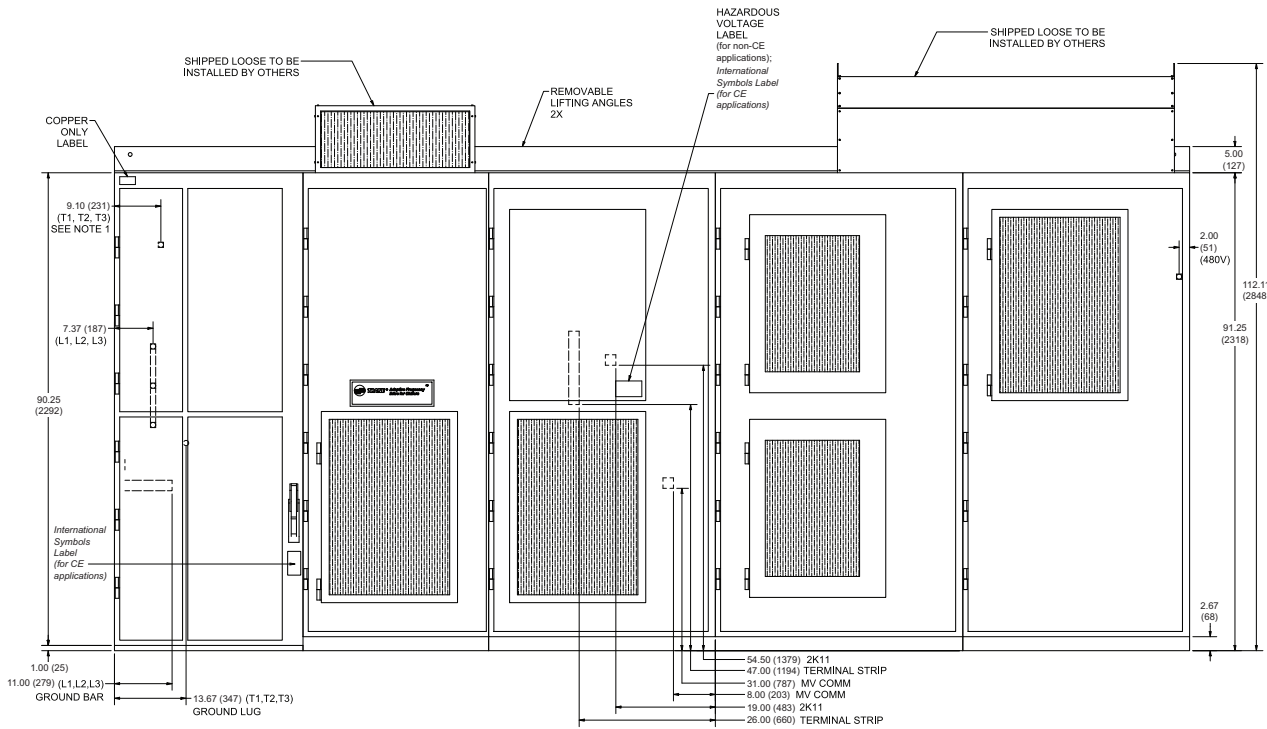 HAZARDOUS
VOLTAGE
LABEL
(for non-CE
applications);
International
Symbols Label
(for CE
applications)
SHIPPED LOOSE TO BE
INSTALLED BY OTHERS
SHIPPED LOOSE TO BE
INSTALLED BY OTHERS
REMOVABLE
LIFTING ANGLES
2X
COPPER
ONLY
LABEL
5.00
(127)
9.10 (231)
(T1, T2, T3)
SEE NOTE 1
2.00
(51)
(480V)
112.1
(2848
7.37 (187)
(L1, L2, L3)
91.25
(2318)
Adaptive Frequency
Drive for Chillers
90.25
(2292)
International
Symbols
Label
(for CE
applications)
2.67
(68)
1.00 (25)
11.00 (279) (L1,L2,L3)
GROUND BAR
13.67 (347) (T1,T2,T3)
GROUND LUG
54.50 (1379) 2K11
47.00 (1194) TERMINAL STRIP
31.00 (787) MV COMM
8.00 (203) MV COMM
19.00 (483) 2K11
26.00 (660) TERMINAL STRIP